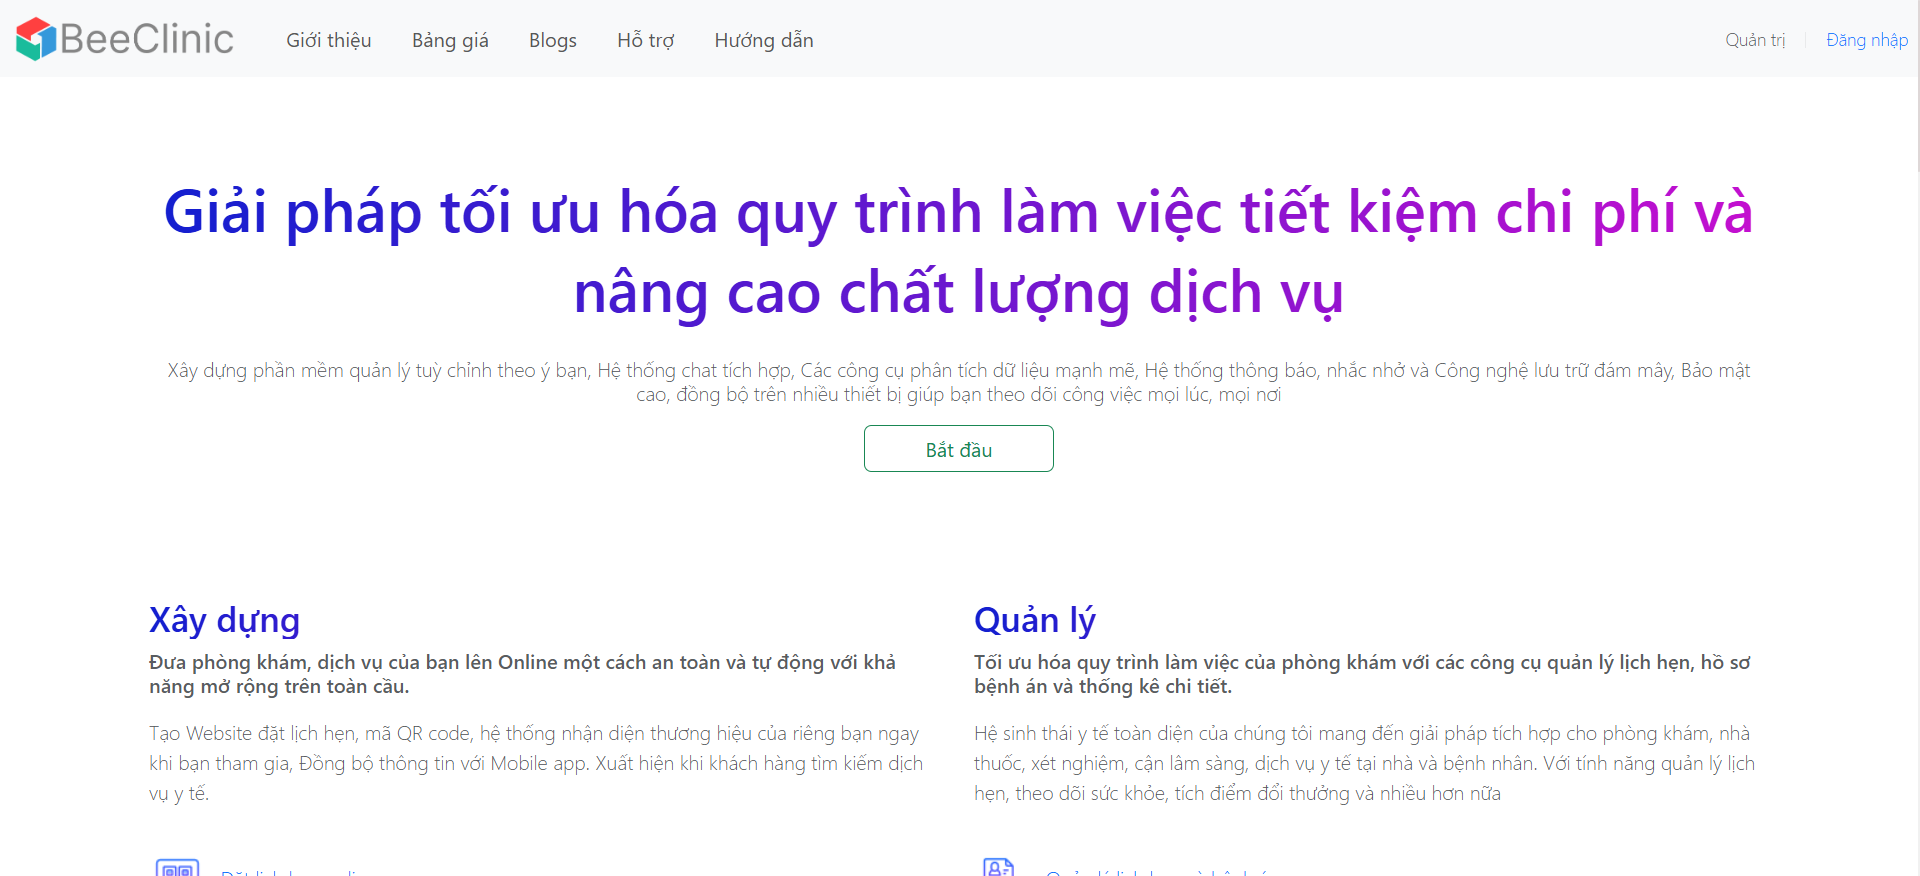 BeeClinic
Giới thiệu
Bảng giá
Blogs
Hỗ trợ
Hướng dẫn
Quản trị
Đăng nhập
Giải pháp tối ưu hóa quy trình làm việc tiết kiệm chi phí và
nâng cao chất lượng dịch vụ
Xây dựng phần mềm quản lý tuỳ chỉnh theo ý bạn, Hệ thống chat tích hợp, Các công cụ phân tích dữ liệu mạnh mẽ, Hệ thống thông báo, nhắc nhở và Công nghệ lưu trữ đám mây, Bảo mật
cao, đồng bộ trên nhiều thiết bị giúp bạn theo dõi công việc mọi lúc, mọi nơi
Bắt đầu
Xây dựng
Đưa phòng khám, dịch vụ của bạn lên Online một cách an toàn và tự động với khả
năng mở rộng trên toàn cầu.
Tạo Website đặt lịch hẹn, mã QR code, hệ thống nhận diện thương hiệu của riêng bạn ngay
khi bạn tham gia, Đồng bộ thông tin với Mobile app. Xuất hiện khi khách hàng tìm kiếm dịch
vụ y tế.
Quản lý
Tối ưu hóa quy trình làm việc của phòng khám với các công cụ quản lý lịch hẹn, hồ sơ
bệnh án và thống kê chi tiết.
Hệ sinh thái y tế toàn diện của chúng tôi mang đến giải pháp tích hợp cho phòng khám, nhà
thuốc, xét nghiệm, cận lâm sàng, dịch vụ y tế tại nhà và bệnh nhân. Với tính năng quản lý lịch
hẹn, theo dõi sức khỏe, tích điểm đổi thưởng và nhiều hơn nữa